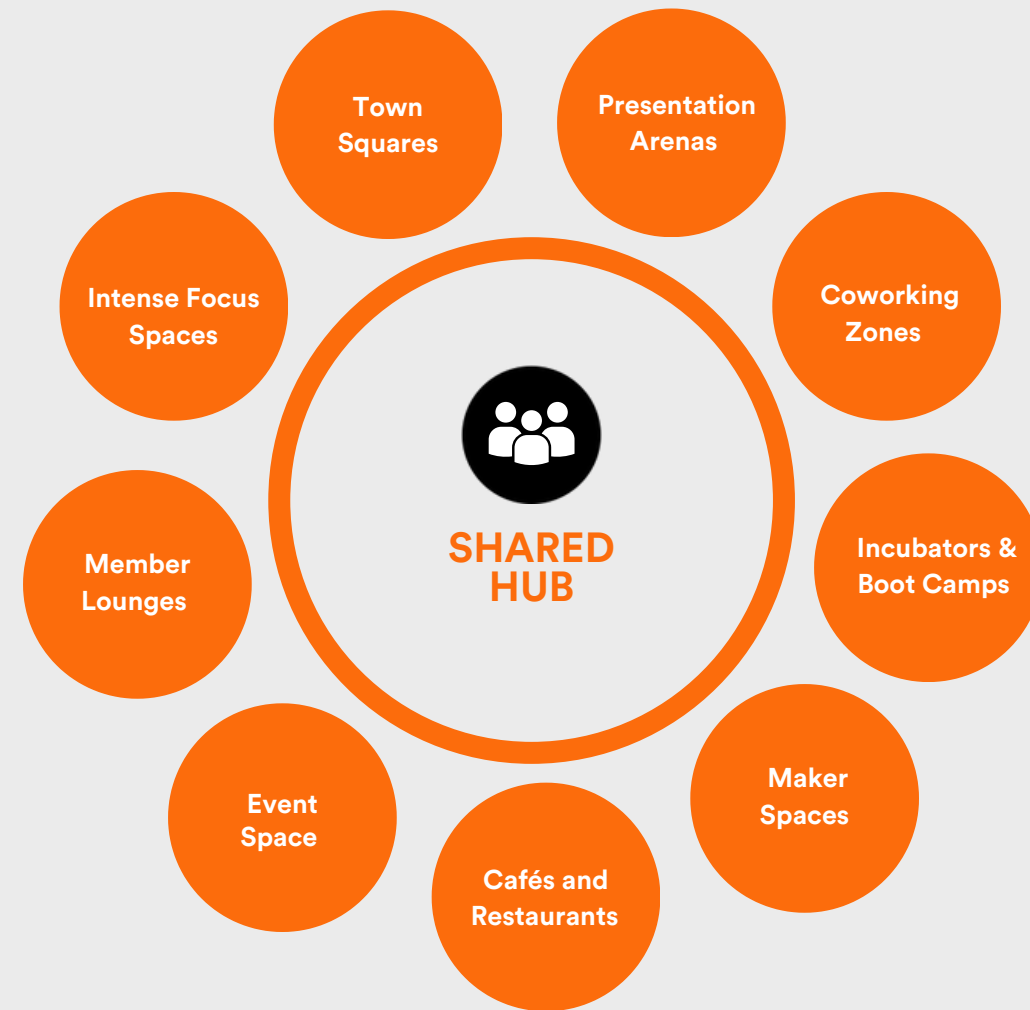 Town
Squares
Presentation
Arenas
Intense Focus
Spaces
Coworking
Zones
SHARED
HUB
Member
Lounges
Incubators &
Boot Camps
Event
Space
Maker
Spaces
Cafés and
Restaurants